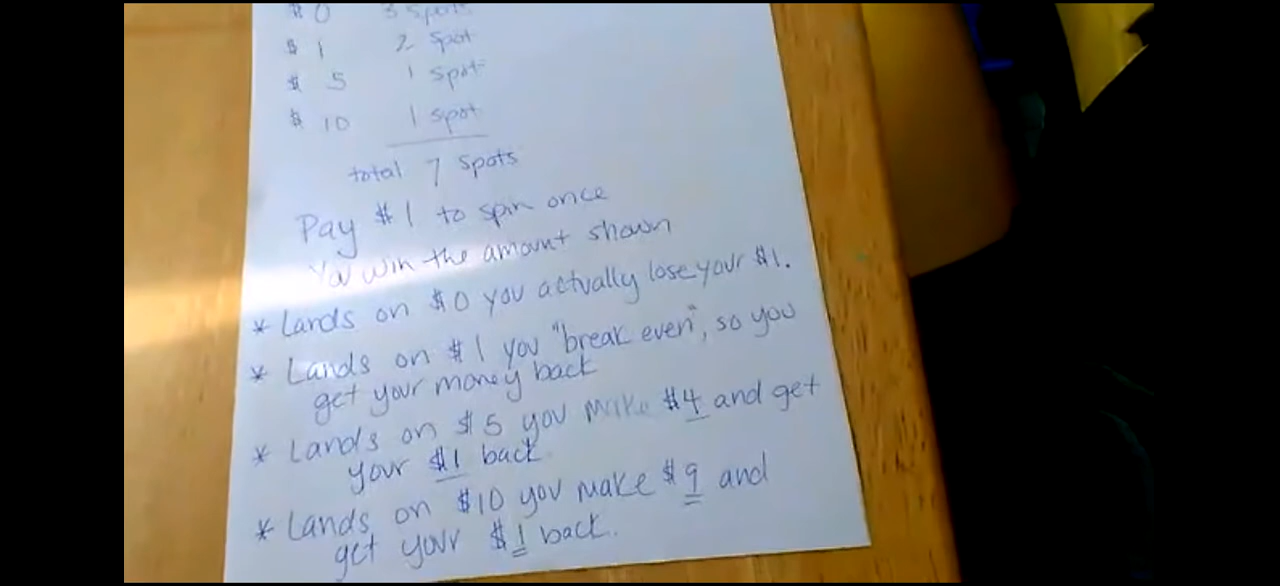 $ 0 3 spots
$ 1 2 spot
$ 5 1 spot
$ 10 1 spot
total 7 spots
Pay $1 to spin once
You win the amount shown
* Lands on $0 you actually lose your $1.
* Lands on $1 you "break even", so you
get your money back
* Lands on $5 you make $4 and get
your $1 back.
* Lands on $10 you make $9 and
get your $1 back.